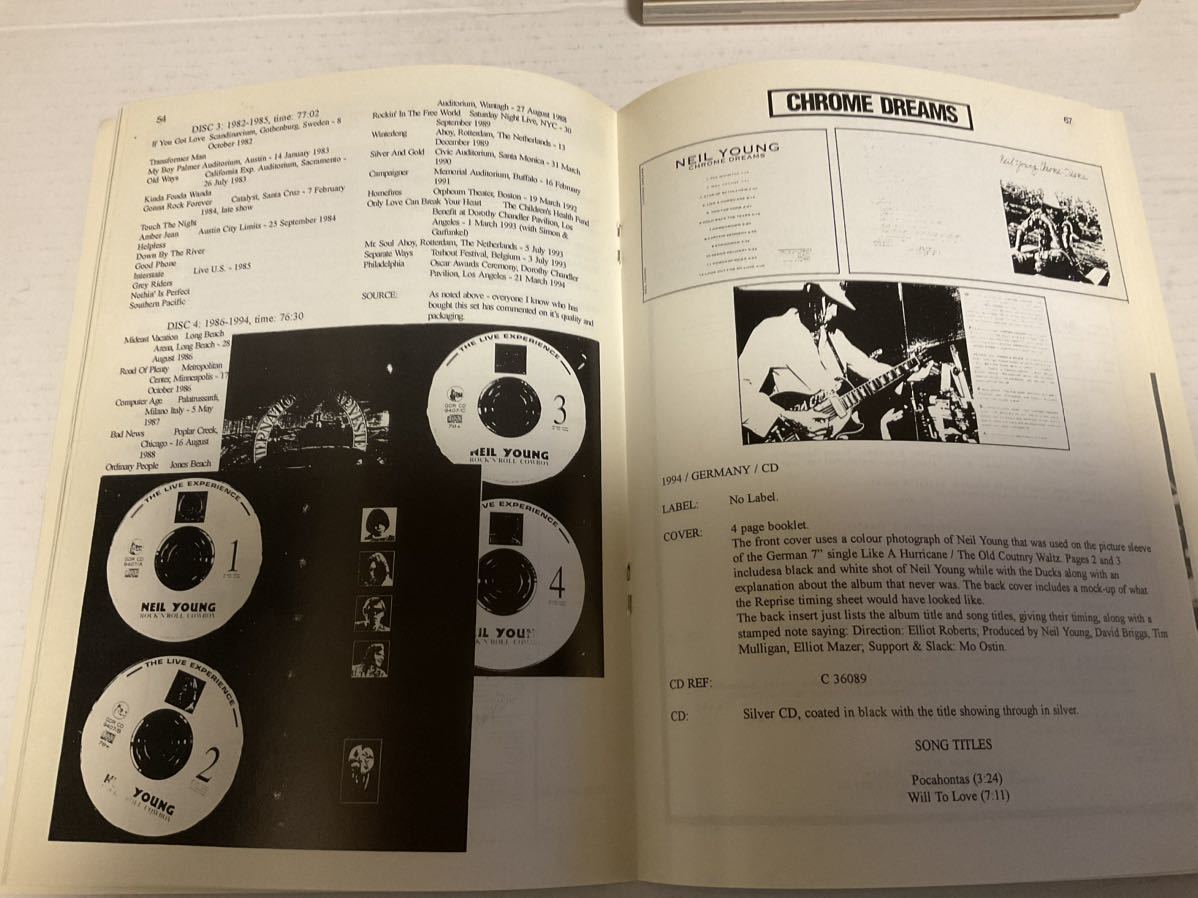 54
DISC 3: 1982-1985, time: 77:02
If You Got Love Scandinavium, Gothenburg, Sweden - 8
October 1982
Transformer Man
My Boy Palmer Auditorium, Austin - 14 January 1983
Old Ways California Exp. Auditorium, Sacramento -
26 July 1983
Kinda Fonda Wanda
Gonna Rock Forever Catalyst, Santa Cruz - 7 February
1984, late show
Touch The Night
Amber Jean Austin City Limits - 25 September 1984
Helpless
Down By The River
Good Phone
Interstate Live U.S. - 1985
Grey Riders
Nothin' Is Perfect
Southern Pacific
DISC 4: 1986-1994, time: 76:30
Mideast Vacation Long Beach
Arena, Long Beach - 28
August 1986
Road Of Plenty Metropolitan
Center, Minneapolis - 17
October 1986
Computer Age Palatrussardi,
Milano Italy - 5 May
1987
Bad News Poplar Creek,
Chicago - 16 August
1988
Ordinary People Jones Beach
Auditorium, Wantagh - 27 August 1988
Rockin' In The Free World Saturday Night Live, NYC - 30
September 1989
Winterlong Ahoy, Rotterdam, The Netherlands - 13
December 1989
Silver And Gold Civic Auditorium, Santa Monica - 31 March
1990
Campaigner Memorial Auditorium, Buffalo - 16 February
1991
Homefires Orpheum Theater, Boston - 19 March 1992
Only Love Can Break Your Heart The Children's Health Fund
Benefit at Dorothy Chandler Pavilion, Los
Angeles - 1 March 1993 (with Simon &
Garfunkel)
Mr. Soul Ahoy, Rotterdam, The Netherlands - 5 July 1993
Separate Ways Torhout Festival, Belgium - 3 July 1993
Philadelphia Oscar Awards Ceremony, Dorothy Chandler
Pavilion, Los Angeles - 21 March 1994
SOURCE: As noted above - everyone I know who has
bought this set has commented on it's quality and
packaging.
THE LIVE EXPERIENCE
GDR CD
9407/C
3
NEIL YOUNG
ROCK'N'ROLL COWBOY
THE LIVE EXPERIENCE
GDR CD
9407/A
1
NEIL YOUNG
ROCK'N'ROLL COWBOY
THE LIVE EXPERIENCE
4
IL YOUN
N'ROLL COWBOY
THE LIVE EXPERIENCE
GDR CD
9407/B
2
YOUNG
ROLL COWBOY
CHROME DREAMS
67
NEIL YOUNG
CHROME DREAMS
Neil Young Chrome Dreams
1994 / GERMANY / CD
LABEL: No Label.
COVER: 4 page booklet.
The front cover uses a colour photograph of Neil Young that was used on the picture sleeve
of the German 7" single Like A Hurricane / The Old Coutnry Waltz. Pages 2 and 3
includesa black and white shot of Neil Young while with the Ducks along with an
explanation about the album that never was. The back cover includes a mock-up of what
the Reprise timing sheet would have looked like.
The back insert just lists the album title and song titles, giving their timing, along with a
stamped note saying: Direction: Elliot Roberts; Produced by Neil Young, David Briggs, Tim
Mulligan, Elliot Mazer, Support & Slack: Mo Ostin.
CD REF: C 36089
CD: Silver CD, coated in black with the title showing through in silver.
SONG TITLES
Pocahontas (3:24)
Will To Love (7:11)